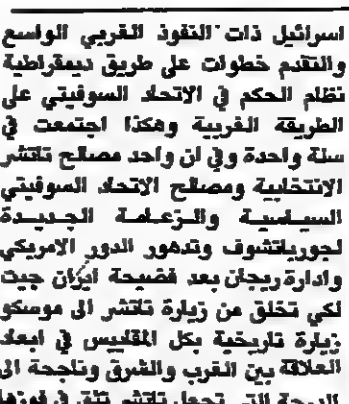 اسرائيل ذات النفوذ الغربي الواسع
والتقدم خطوات على طريق ديمقراطية
نظام الحكم في الاتحاد السوفيتي على
الطريقة الغربية وهكذا اجتمعت في
سنة واحدة وفي ان واحد مصالح تاتشر
الانتخابية ومصالح الاتحاد السوفيتي
السياسية والزعامة الجديدة
لجورباتشوف وتدهور الدور الامريكي
وادارة ريجان بعد فضيحة ايران جيت
لكي تخلق من زيارة تاتشر الى موسكو
زيارة تاريخية بكل المقاييس في ابعاد
العلاقة بين الغرب والشرق وناجحة الى
الدرجة التي تجعل تاتشر تثق في فوزها